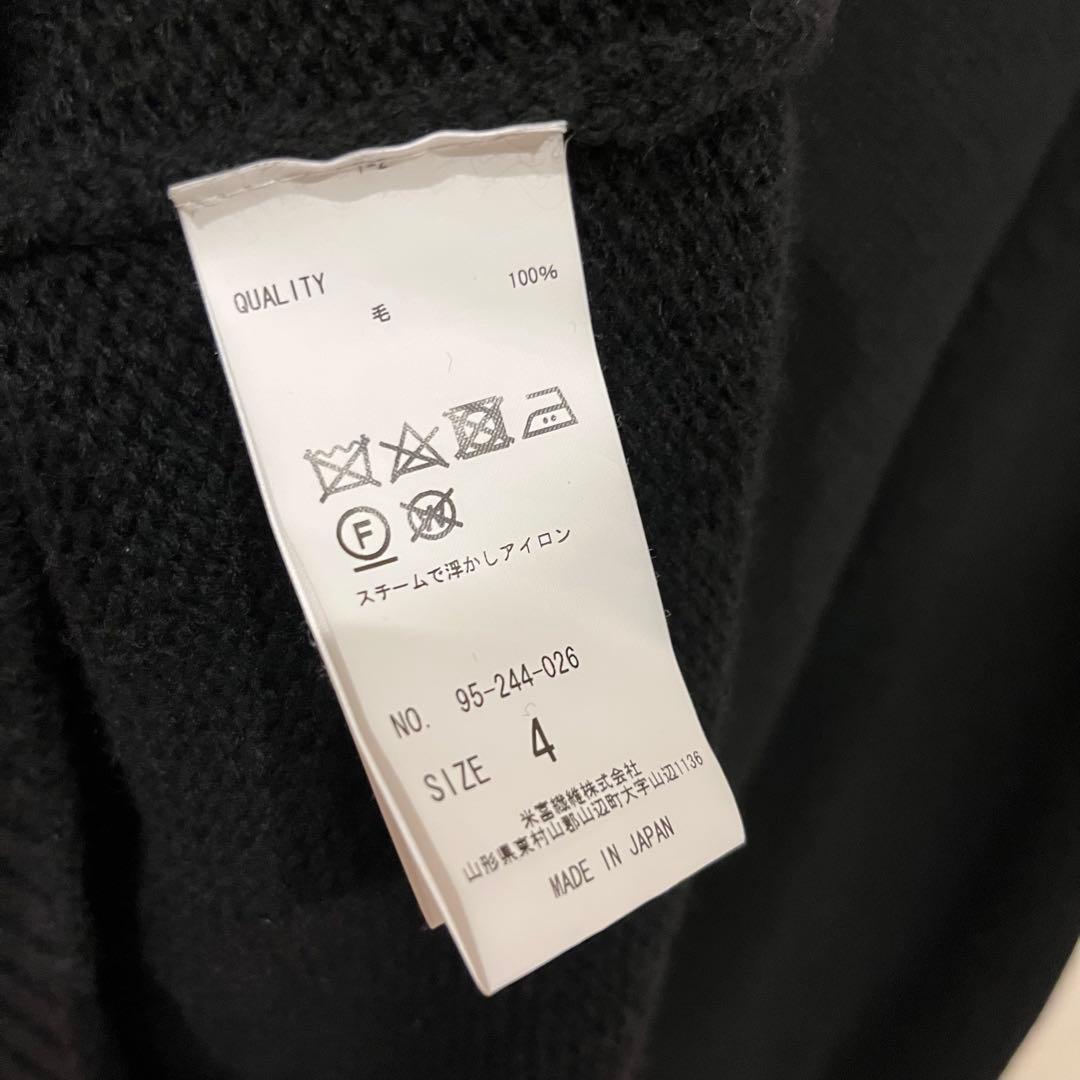 QUALITY
毛 100%
F
W
スチームで浮かしアイロン
NO. 95-244-026
SIZE 4
米富繊維株式会社
山形県東村山郡山辺町大字山辺1136
MADE IN JAPAN